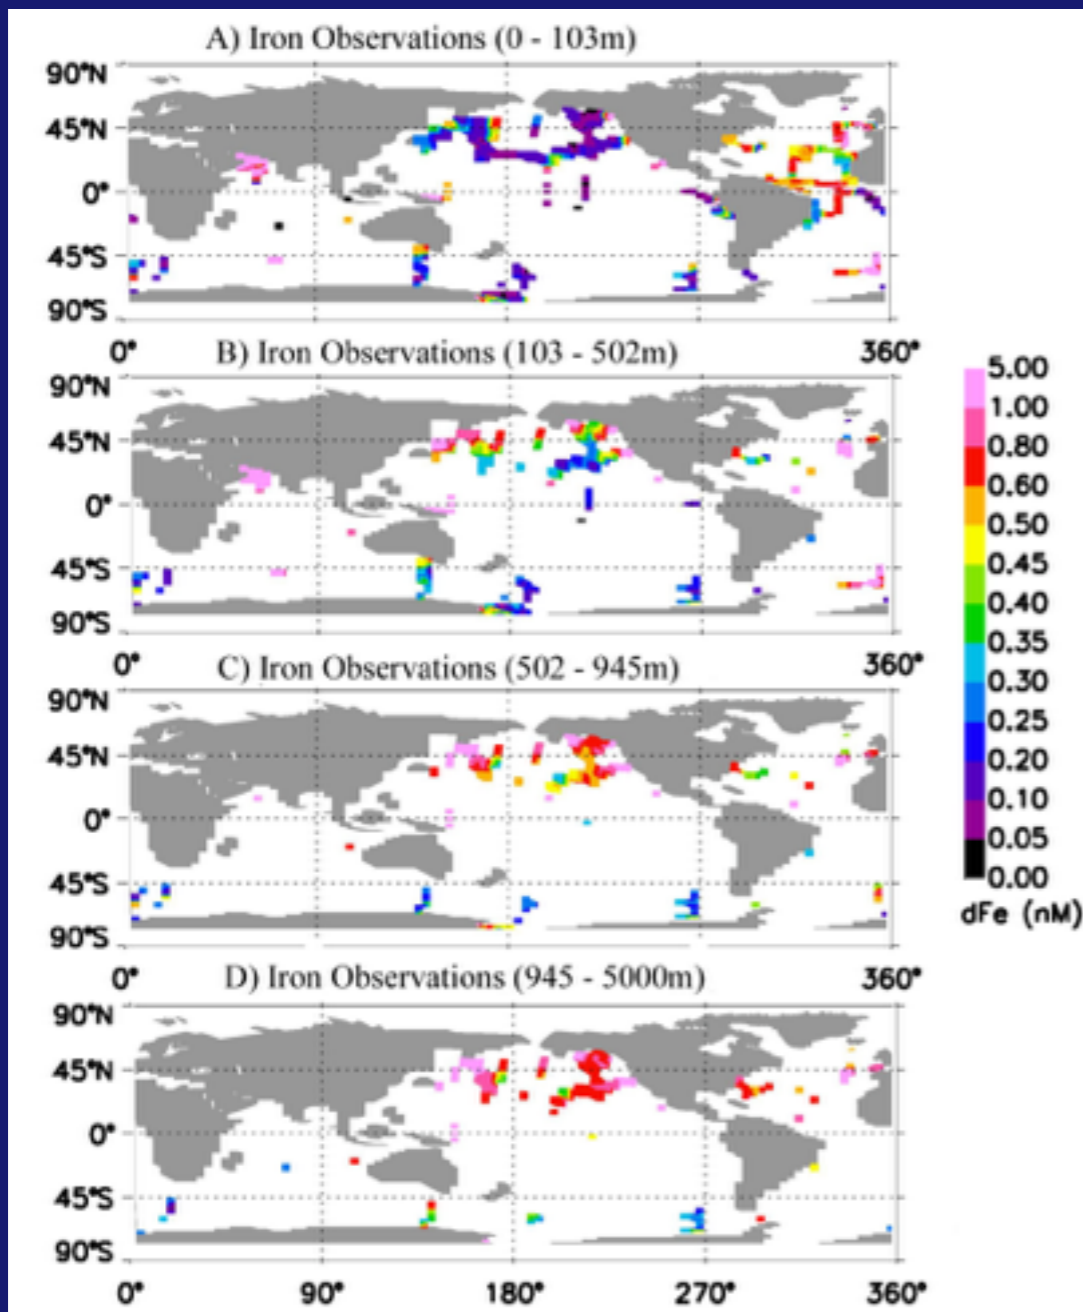 A) Iron Observations (0 - 103m)
90°N
45°N
0°
45°S
90°S
0° 360°
B) Iron Observations (103 - 502m)
90°N
45°N
0°
45°S
90°S
0° 360°
C) Iron Observations (502 - 945m)
90°N
45°N
0°
45°S
90°S
0° 360°
D) Iron Observations (945 - 5000m)
90°N
45°N
0°
45°S
90°S
0° 90° 180° 270° 360°
5.00
1.00
0.80
0.60
0.50
0.45
0.40
0.35
0.30
0.25
0.20
0.10
0.05
0.00
dFe (nM)